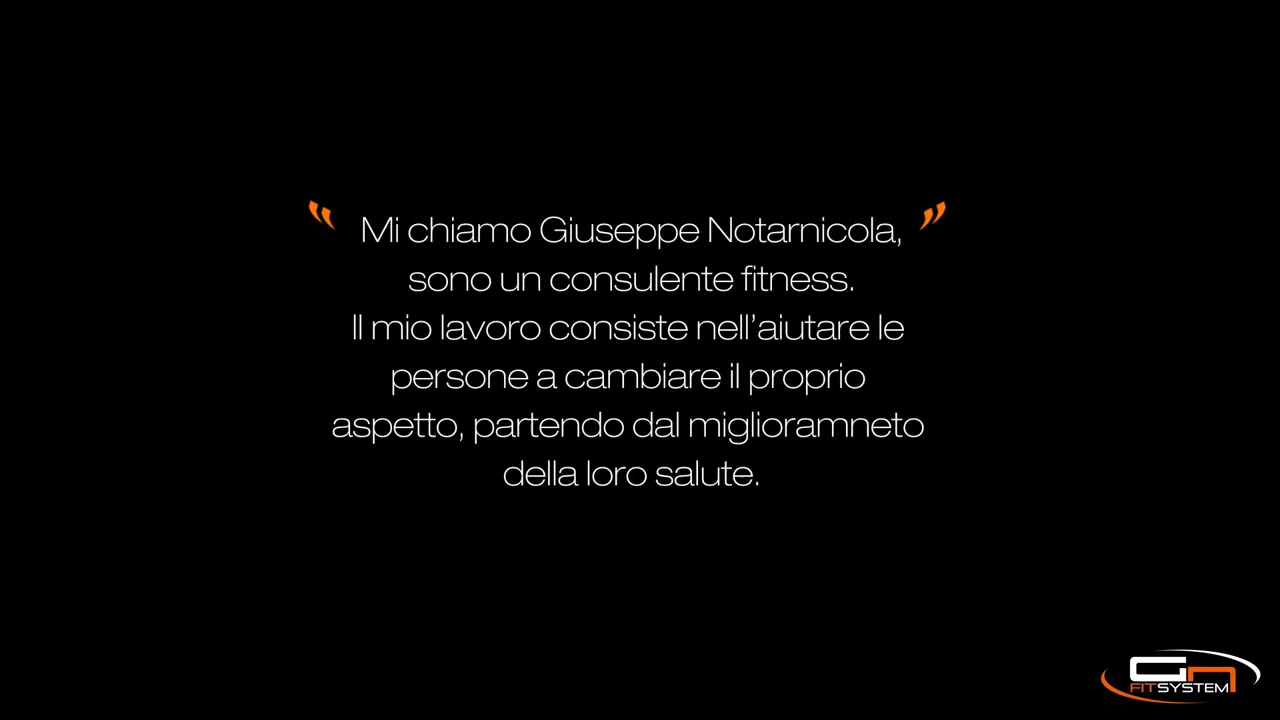 “ Mi chiamo Giuseppe Notarnicola, ”
sono un consulente fitness.
Il mio lavoro consiste nell’aiutare le
persone a cambiare il proprio
aspetto, partendo dal miglioramneto
della loro salute.
Gn
FITSYSTEM